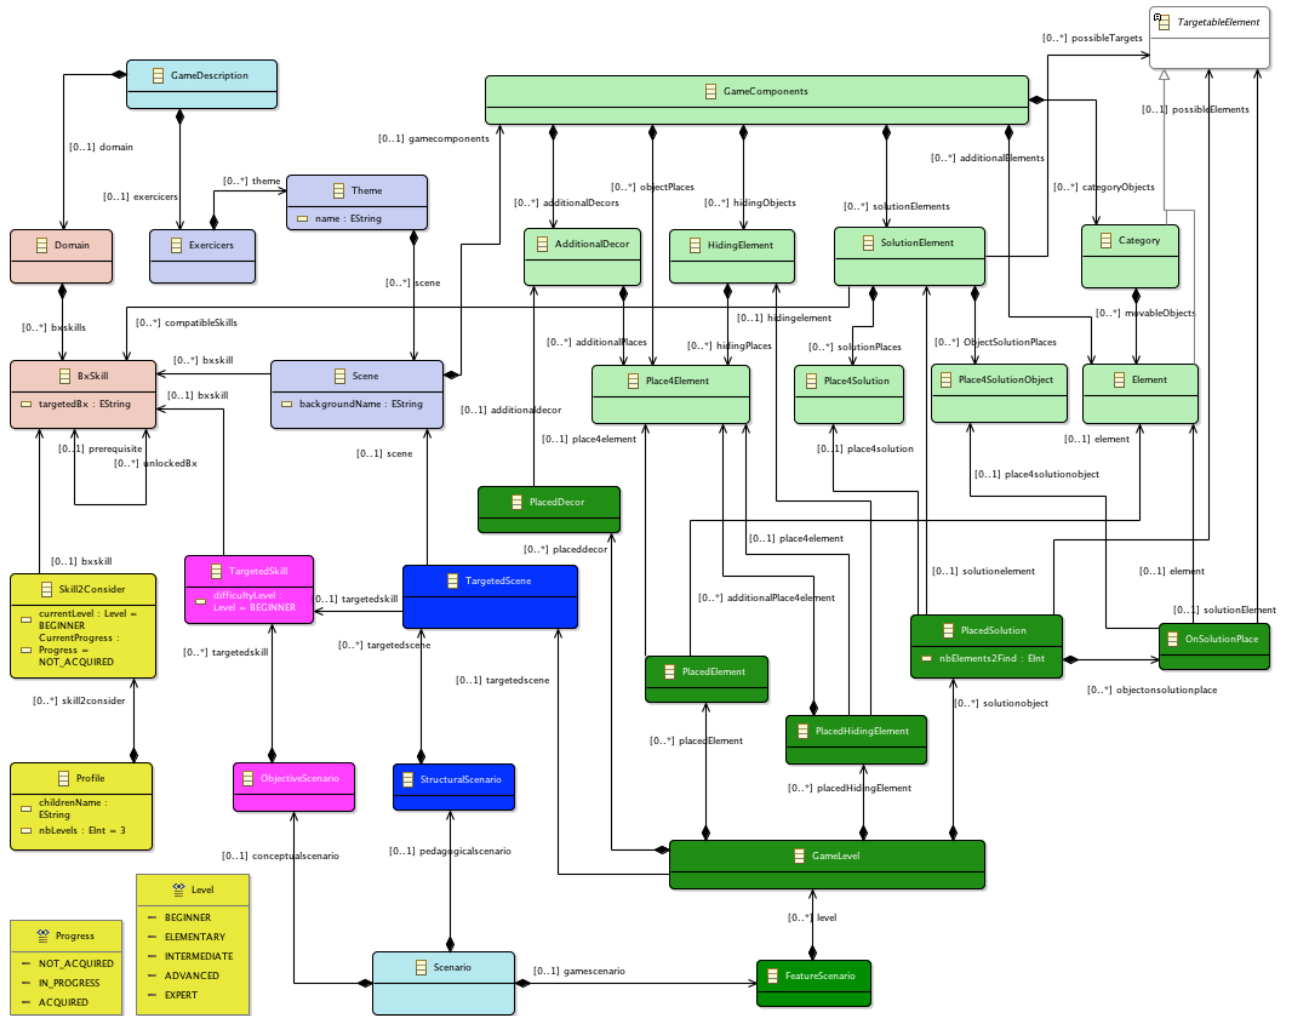 TargetableElement
[0..*] possibleTargets
GameDescription
GameComponents
[0..1] possibleElements
[0..1] gamecomponents
[0..1] domain
[0..*] additionalElements
[0..*] theme
Theme
name : EString
[0..*] objectPlaces
[0..*] categoryObjects
[0..1] exercicers
[0..*] additionalDecors
[0..*] hidingObjects
[0..*] solutionElements
Domain
Exercicers
AdditionalDecor
HidingElement
SolutionElement
Category
[0..*] scene
[0..*] bxskills
[0..*] compatibleSkills
[0..1] hidingelement
[0..*] movableObjects
[0..*] additionalPlaces
[0..*] hidingPlaces
[0..*] solutionPlaces
[0..*] ObjectSolutionPlaces
[0..*] bxskill
BxSkill
targetedBx : EString
[0..1] bxskill
Scene
backgroundName : EString
Place4Element
Place4Solution
Place4SolutionObject
Element
[0..1] additionaldecor
[0..1] prerequisite
[0..*] unlockedBx
[0..1] scene
[0..1] place4element
[0..1] place4solution
[0..1] element
[0..1] place4solutionobject
PlacedDecor
[0..*] placeddecor
[0..1] place4element
[0..1] bxskill
TargetedSkill
difficultyLevel :
Level = BEGINNER
TargetedScene
[0..1] solutionelement
[0..1] element
Skill2Consider
currentLevel : Level =
BEGINNER
CurrentProgress :
Progress =
NOT_ACQUIRED
0..1] targetedskill
[0..*] additionalPlace4element
[0..1] solutionElement
[0..*] targetedskill
[0..*] targetedscene
PlacedSolution
nbElements2Find : EInt
OnSolutionPlace
[0..1] targetedscene
PlacedElement
[0..*] objectonsolutionplace
[0..*] skill2consider
[0..*] solutionobject
[0..*] placedElement
PlacedHidingElement
Profile
childrenName :
EString
nbLevels : EInt = 3
ObjectiveScenario
StructuralScenario
[0..*] placedHidingElement
[0..1] conceptualscenario
[0..1] pedagogicalscenario
GameLevel
Level
BEGINNER
ELEMENTARY
INTERMEDIATE
ADVANCED
EXPERT
[0..*] level
Progress
NOT_ACQUIRED
IN_PROGRESS
ACQUIRED
Scenario
[0..1] gamescenario
FeatureScenario